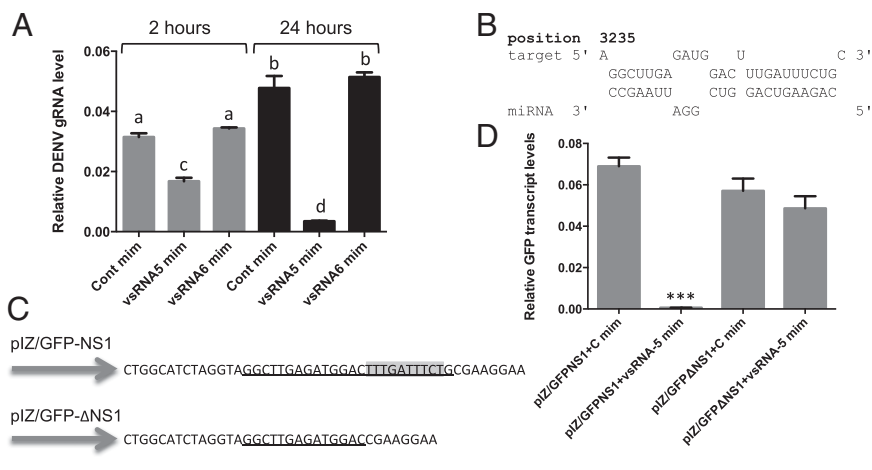 A
2 hours 24 hours
Relative DENV gRNA level
0.06
0.04
0.02
0.00
a
c
a
b
d
b
Cont mim
vsRNA5 mim
vsRNA6 mim
Cont mim
vsRNA5 mim
vsRNA6 mim
B
position 3235
target 5' A GAUG U C 3'
GGCUUGA GAC UUGAUUUCUG
CCGAAUU CUG GACUGAAGAC
miRNA 3' AGG 5'
C
pIZ/GFP-NS1
CTGGCATCTAGGTAGGCTTGAGATGGACTTTGATTTCTGCGAAGGAA
pIZ/GFP-ΔNS1
CTGGCATCTAGGTAGGCTTGAGATGGACCGAAGGAA
D
Relative GFP transcript levels
0.08
0.06
0.04
0.02
0.00
***
pIZ/GFPNS1+C mim
pIZ/GFPNS1+vsRNA-5 mim
pIZ/GFPΔNS1+C mim
pIZ/GFPΔNS1+vsRNA-5 mim